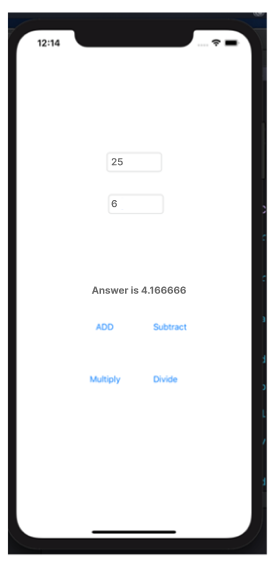 12:14
25
6
Answer is 4.166666
ADD Subtract
Multiply Divide